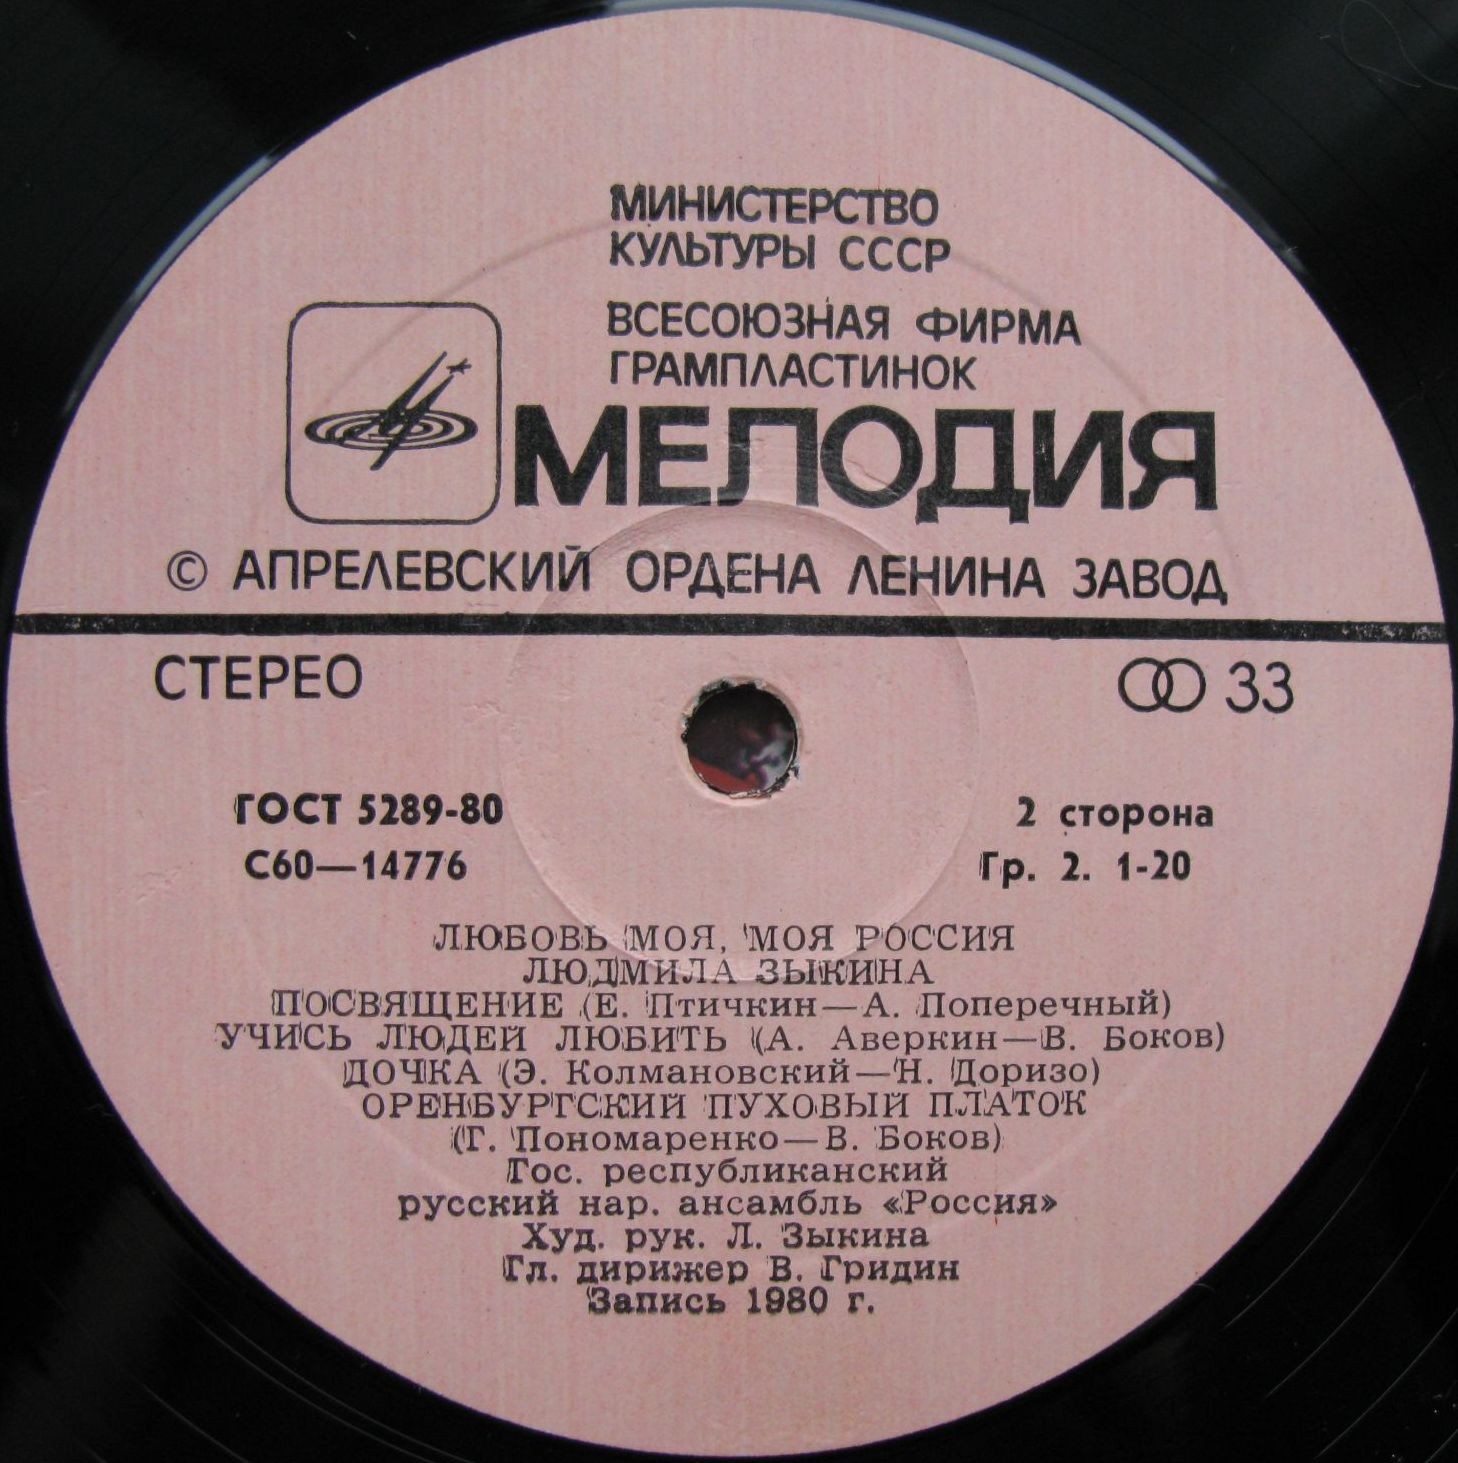 МИНИСТЕРСТВО
КУЛЬТУРЫ СССР
ВСЕСОЮЗНАЯ ФИРМА
ГРАМПЛАСТИНОК
МЕЛОДИЯ
© АПРЕЛЕВСКИЙ ОРДЕНА ЛЕНИНА ЗАВОД
СТЕРЕО
33
ГОСТ 5289-80
2 сторона
С60—14776
Гр. 2. 1-20
ЛЮБОВЬ МОЯ, МОЯ РОССИЯ
ЛЮДМИЛА ЗЫКИНА
ПОСВЯЩЕНИЕ (Е. Птичкин—А. Поперечный)
УЧИСЬ ЛЮДЕЙ ЛЮБИТЬ (А. Аверкин—В. Боков)
ДОЧКА (Э. Колмановский—Н. Доризо)
ОРЕНБУРГСКИЙ ПУХОВЫЙ ПЛАТОК
(Г. Пономаренко—В. Боков)
Гос. республиканский
русский нар. ансамбль «Россия»
Худ. рук. Л. Зыкина
Гл. дирижер В. Гридин
Запись 1980 г.